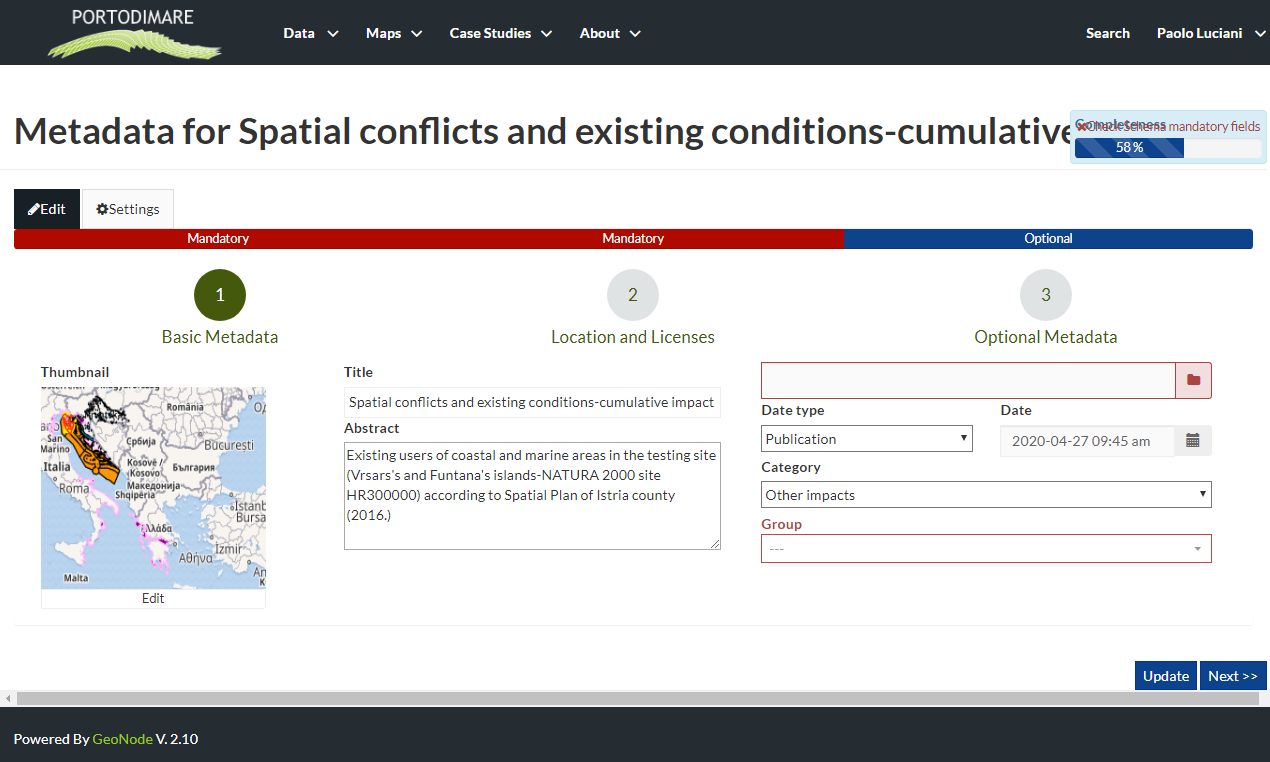 PORTODIMARE
Data
Maps
Case Studies
About
Search
Paolo Luciani
Metadata for Spatial conflicts and existing conditions-cumulative
Completeness
Check Schema mandatory fields
58 %
Edit
Settings
Mandatory
Mandatory
Optional
1
2
3
Basic Metadata
Location and Licenses
Optional Metadata
Thumbnail
România
Србија
București
San
Marino
Kosovë /
Kosovo
България
Italia
Македонија
Roma
Shqipëria
İstanb
Bursa
Ελλάδα
Αθήνα
İzmir
Malta
Edit
Title
Spatial conflicts and existing conditions-cumulative impact
Abstract
Existing users of coastal and marine areas in the testing site
(Vrsars's and Funtana's islands-NATURA 2000 site
HR300000) according to Spatial Plan of Istria county
(2016.)
Date type
Date
Publication
2020-04-27 09:45 am
Category
Other impacts
Group
---
Update
Next >>
Powered By GeoNode V. 2.10